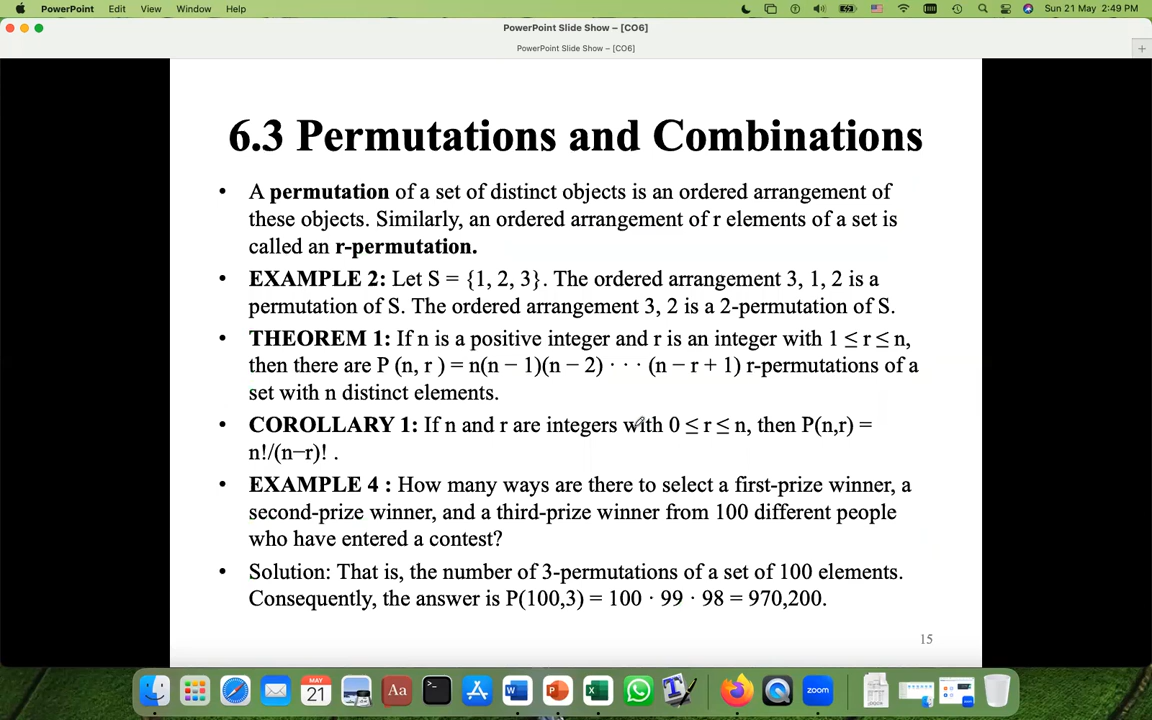 PowerPoint Edit View Window Help Sun 21 May 2:49 PM
PowerPoint Slide Show – [CO6]
PowerPoint Slide Show – [CO6]
6.3 Permutations and Combinations
• A permutation of a set of distinct objects is an ordered arrangement of
these objects. Similarly, an ordered arrangement of r elements of a set is
called an r-permutation.
• EXAMPLE 2: Let S = {1, 2, 3}. The ordered arrangement 3, 1, 2 is a
permutation of S. The ordered arrangement 3, 2 is a 2-permutation of S.
• THEOREM 1: If n is a positive integer and r is an integer with 1 ≤ r ≤ n,
then there are P (n, r ) = n(n − 1)(n − 2) · · · (n − r + 1) r-permutations of a
set with n distinct elements.
• COROLLARY 1: If n and r are integers with 0 ≤ r ≤ n, then P(n,r) =
n!/(n−r)! .
• EXAMPLE 4 : How many ways are there to select a first-prize winner, a
second-prize winner, and a third-prize winner from 100 different people
who have entered a contest?
• Solution: That is, the number of 3-permutations of a set of 100 elements.
Consequently, the answer is P(100,3) = 100 · 99 · 98 = 970,200.
15
MAY
21
Aa
W
P
X
T
zoom